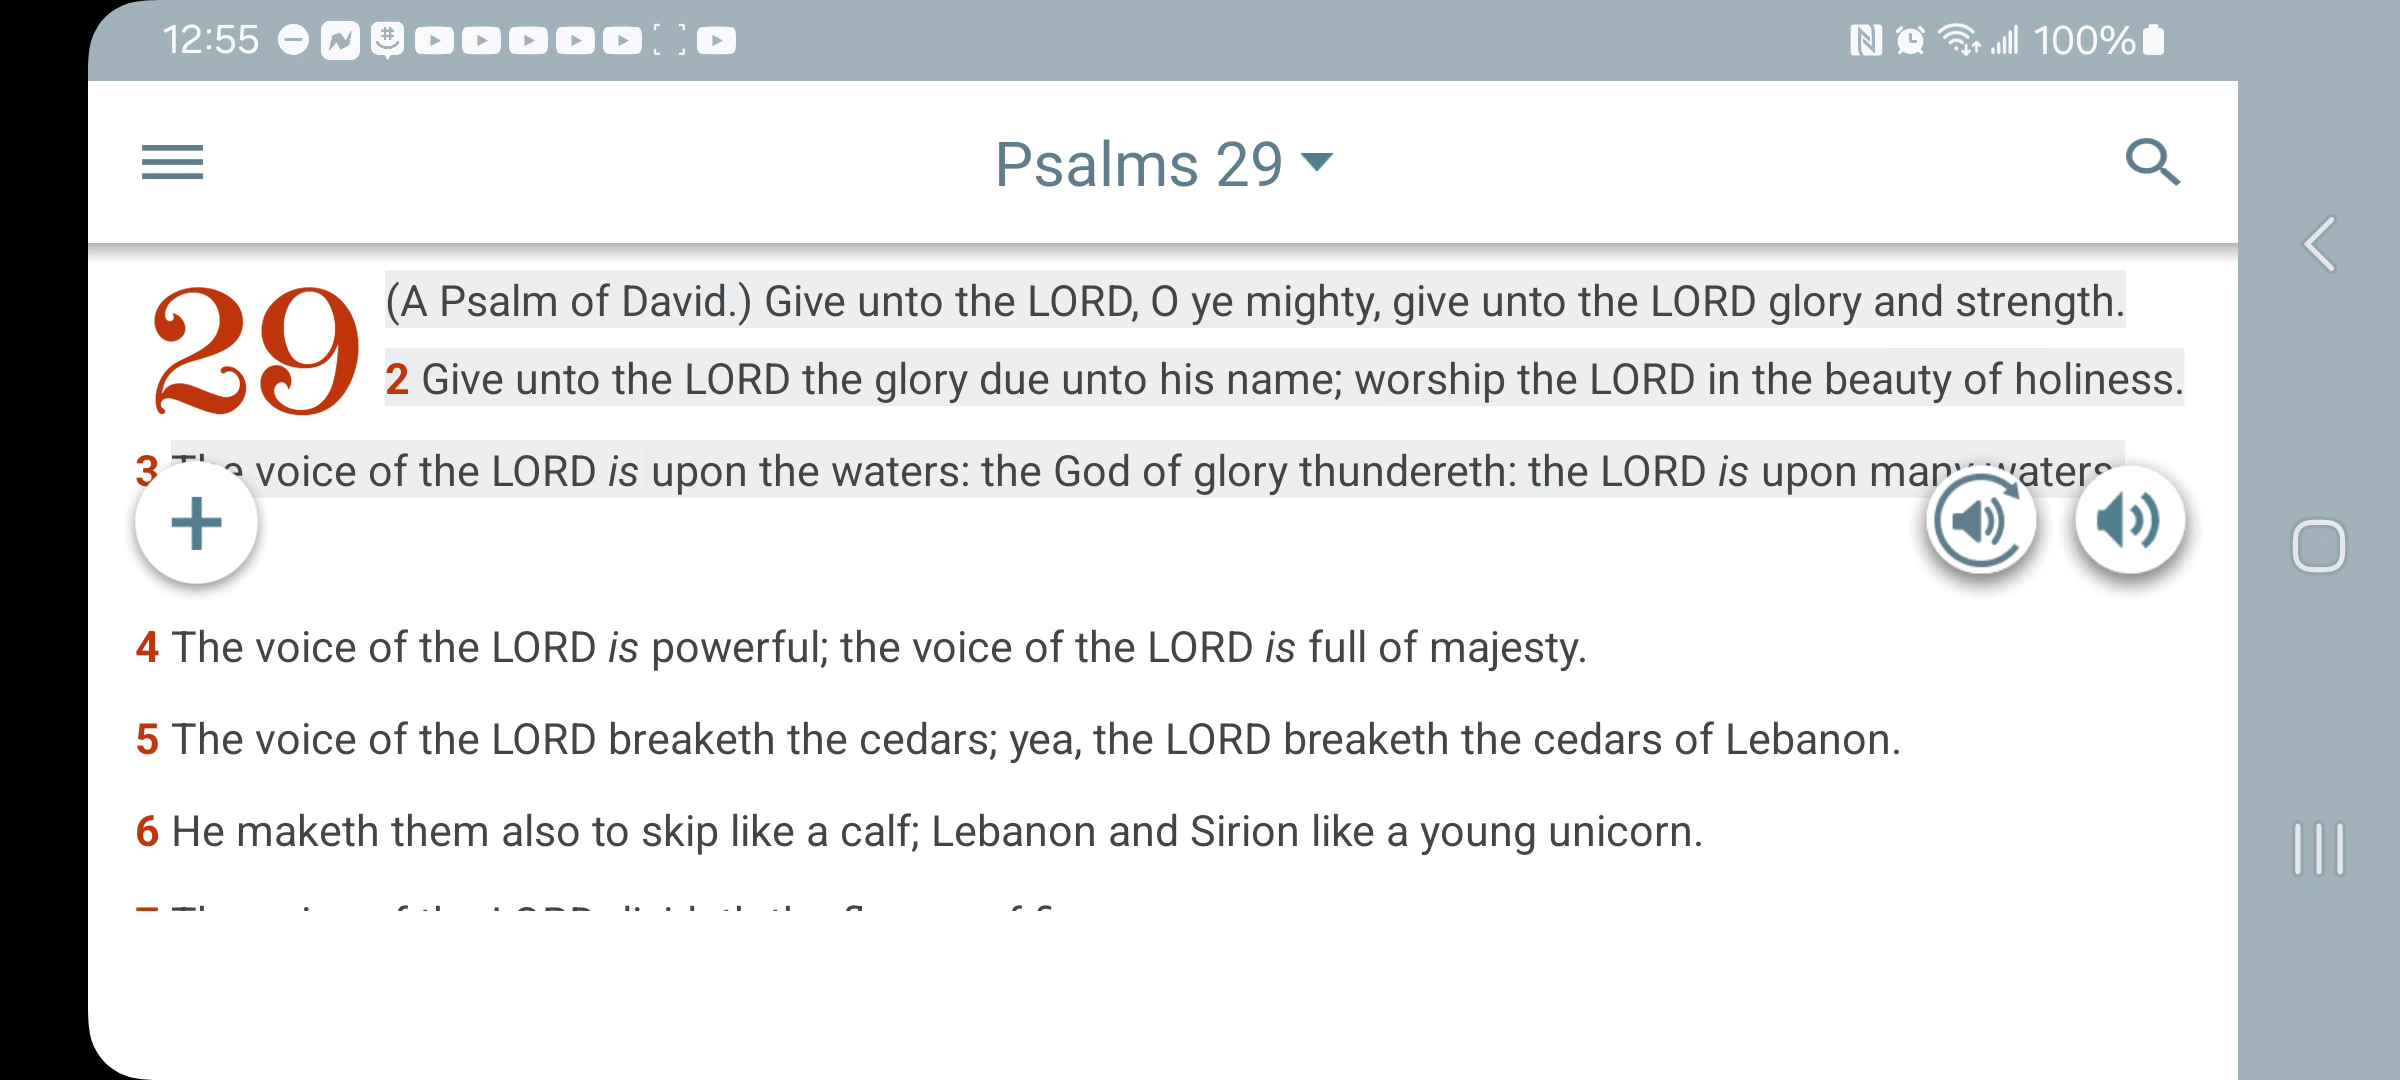 12:55 100%
Psalms 29
29 (A Psalm of David.) Give unto the LORD, O ye mighty, give unto the LORD glory and strength.
2 Give unto the LORD the glory due unto his name; worship the LORD in the beauty of holiness.
3 The voice of the LORD is upon the waters: the God of glory thundereth: the LORD is upon many waters.
4 The voice of the LORD is powerful; the voice of the LORD is full of majesty.
5 The voice of the LORD breaketh the cedars; yea, the LORD breaketh the cedars of Lebanon.
6 He maketh them also to skip like a calf; Lebanon and Sirion like a young unicorn.